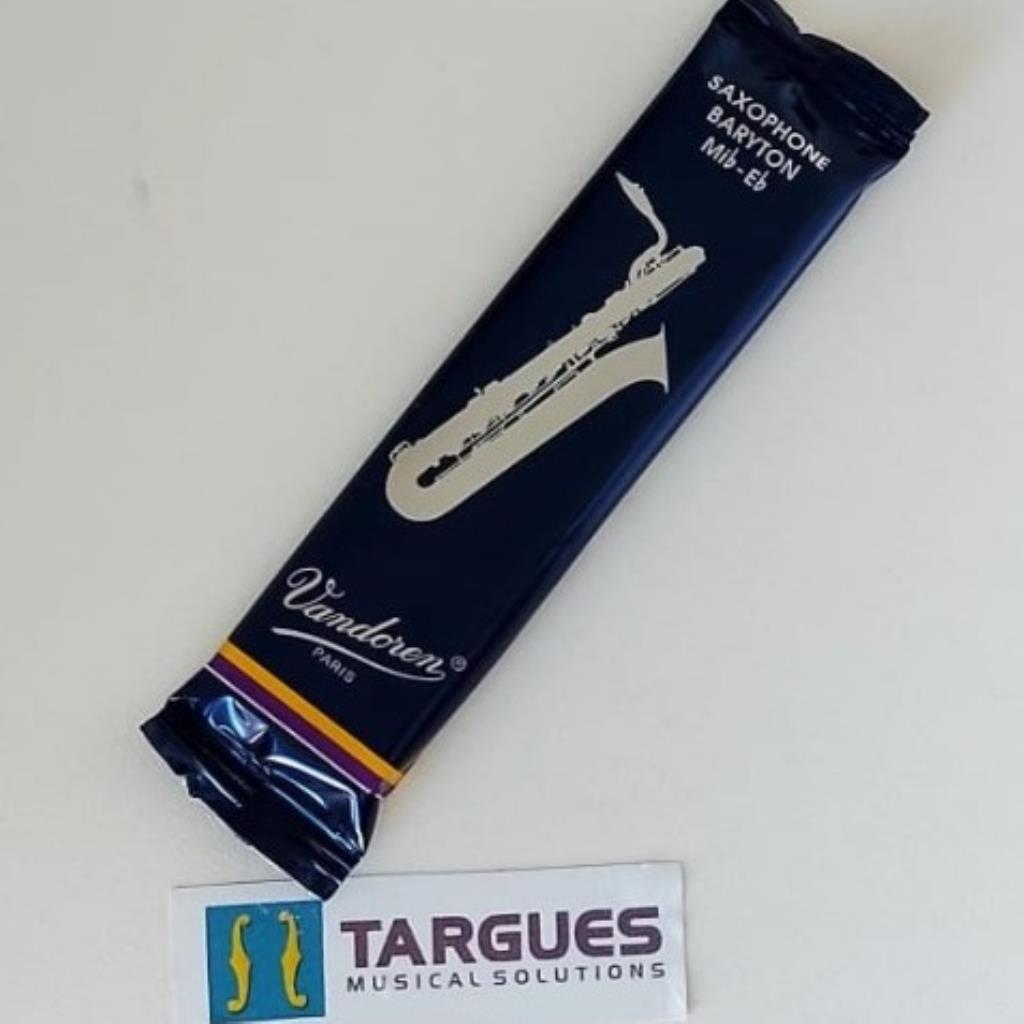 SAXOPHONE
BARYTON
Mib-Eb
Vandoren®
PARIS
TARGUES
MUSICAL SOLUTIONS